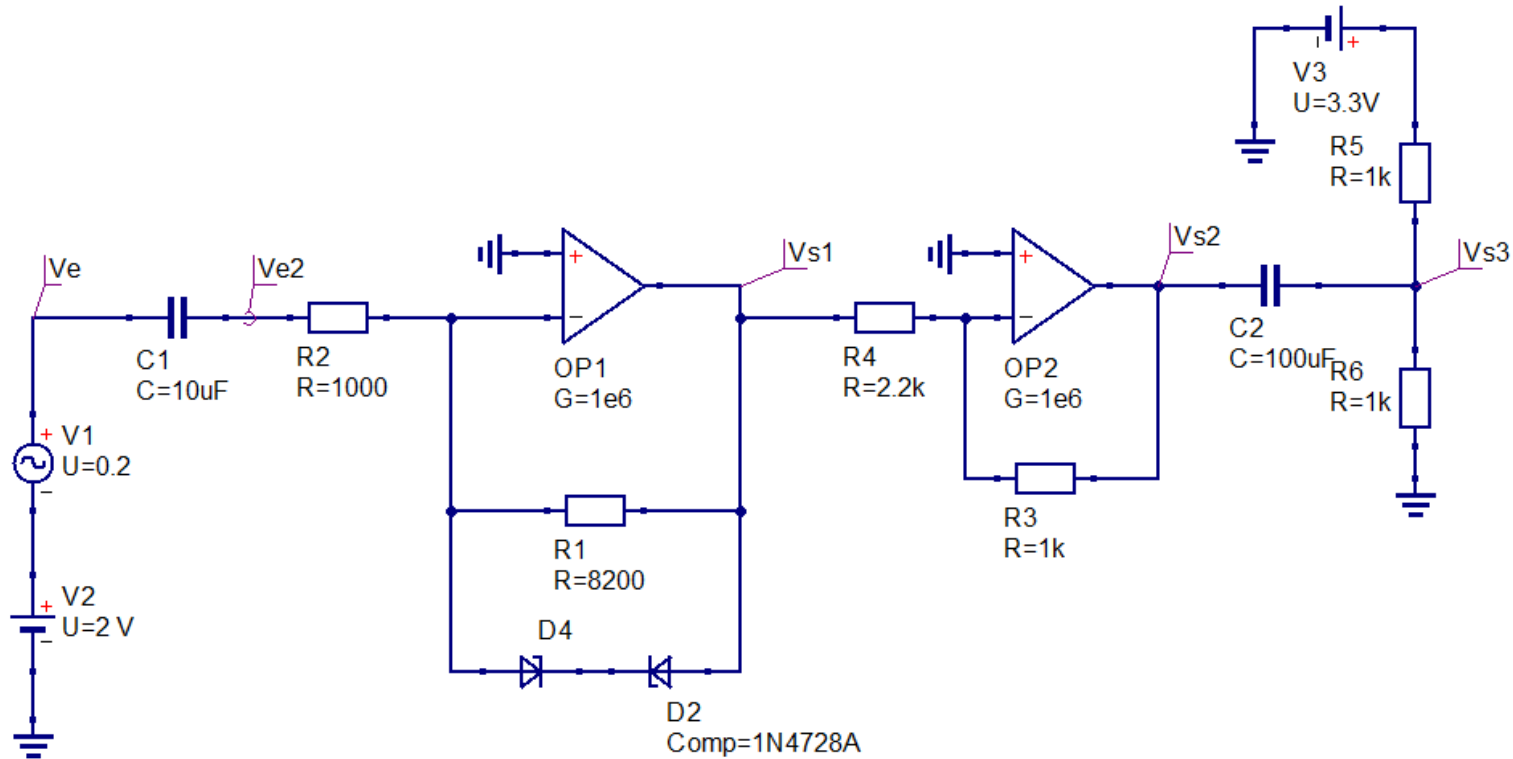 V3
U=3.3V
R5
R=1k
Ve
Ve2
Vs1
Vs2
Vs3
C1
C=10uF
R2
R=1000
OP1
G=1e6
R4
R=2.2k
OP2
G=1e6
C2
C=100uF
R6
R=1k
V1
U=0.2
R3
R=1k
R1
R=8200
V2
U=2 V
D4
D2
Comp=1N4728A